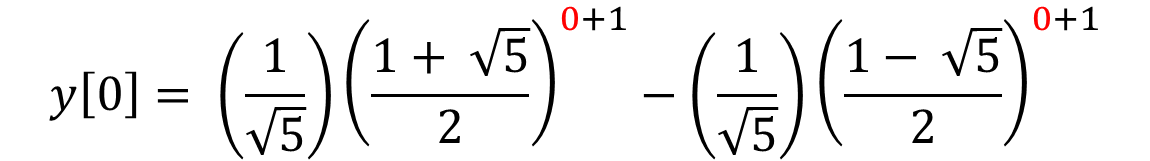 y[0] = (1/√5)((1 + √5)/2)^(0+1) − (1/√5)((1 − √5)/2)^(0+1)